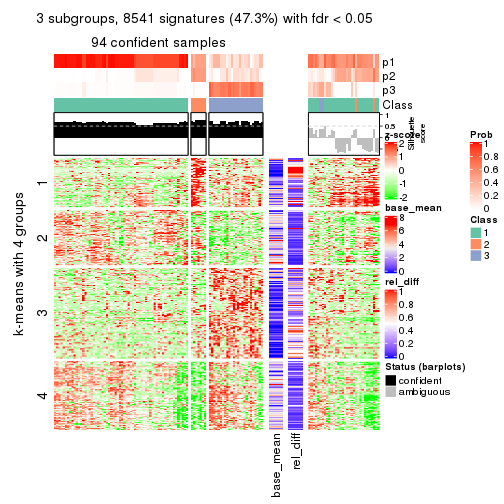 3 subgroups, 8541 signatures (47.3%) with fdr < 0.05
94 confident samples
p1
p2
p3
Class
1
0.5
0
Silhouette
score
k-means with 4 groups
1
2
3
4
base_mean
rel_diff
z-score
2
1
0
-2
base_mean
8
6
4
2
0
rel_diff
1
0.8
0.6
0.4
0.2
0
Status (barplots)
confident
ambiguous
Prob
1
0.8
0.6
0.4
0.2
0
Class
1
2
3